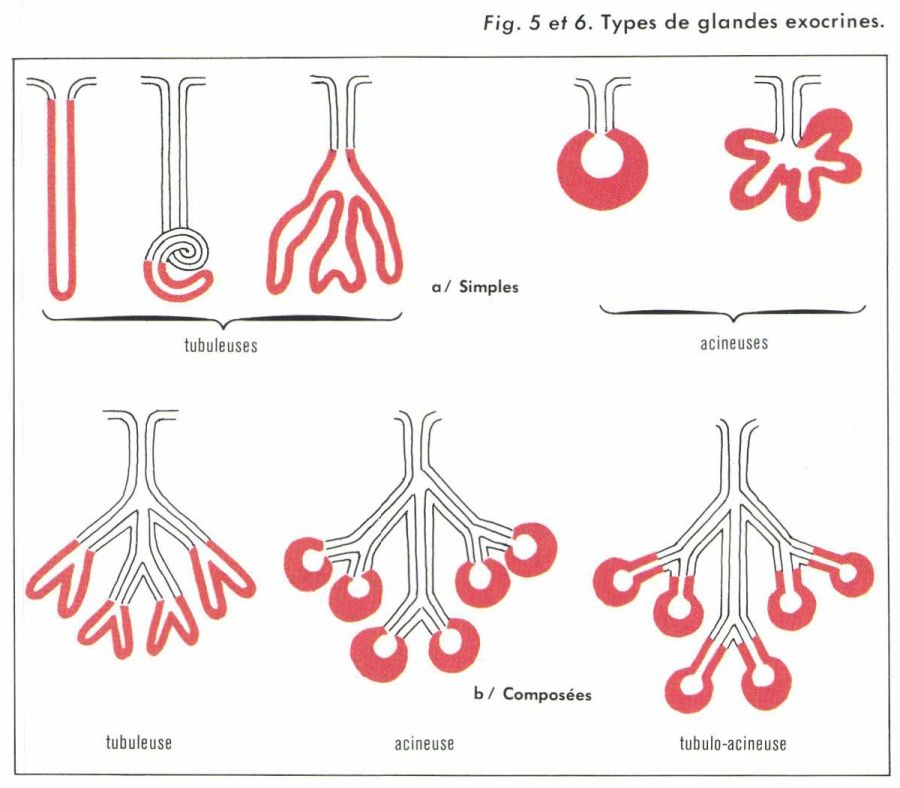 Fig. 5 et 6. Types de glandes exocrines.
a/ Simples
tubuleuses
acineuses
b/ Composées
tubuleuse
acineuse
tubulo-acineuse